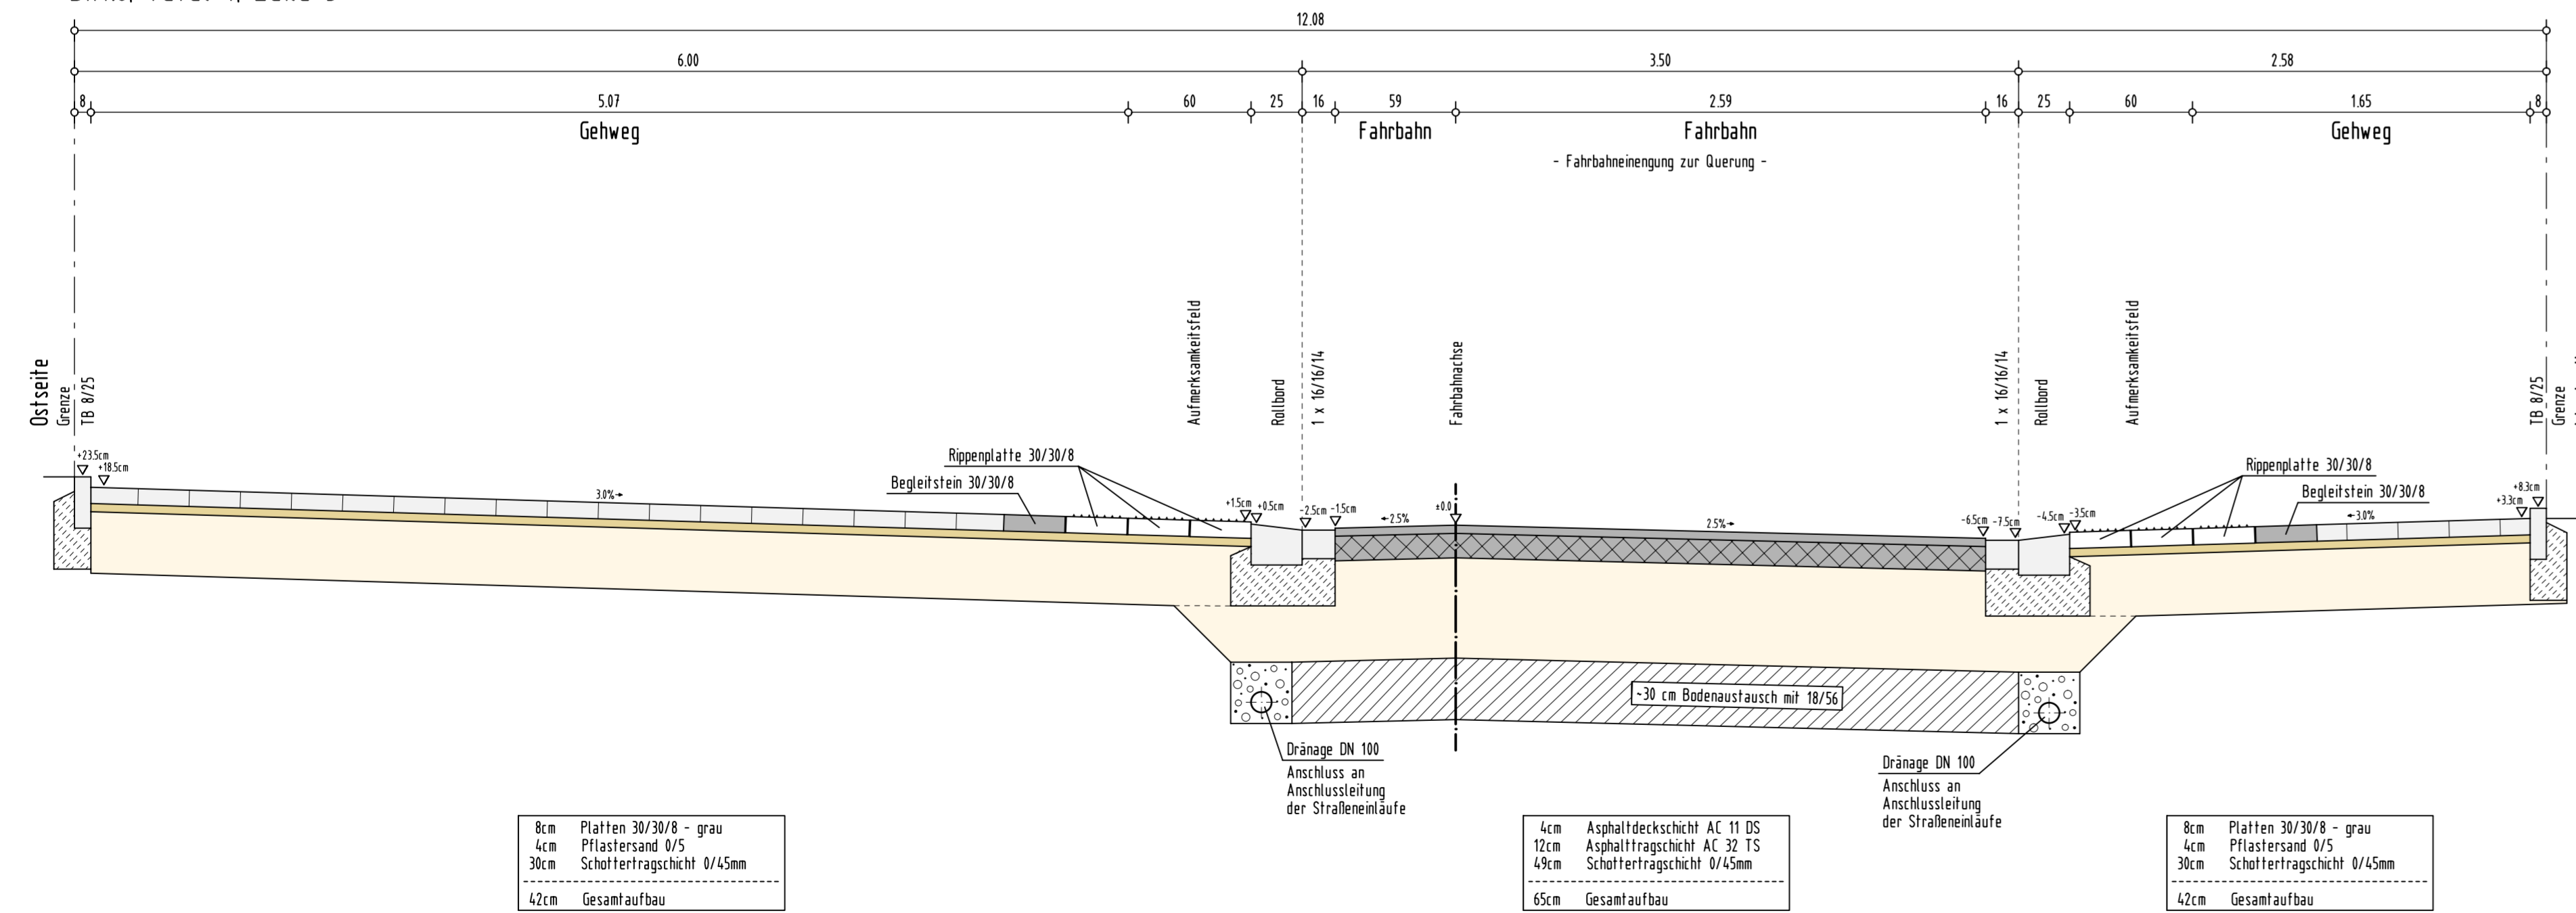 12.08
6.00 3.50 2.58
8 5.07 60 25 16 59 2.59 16 25 60 1.65 8
Gehweg Fahrbahn Fahrbahn Gehweg
- Fahrbahneinengung zur Querung -
Ostseite
Grenze
TB 8/25
Aufmerksamkeitsfeld
Rollbord
1 x 16/16/14
Fahrbahnachse
1 x 16/16/14
Rollbord
Aufmerksamkeitsfeld
TB 8/25
Grenze
+23.5cm
+18.5cm
3.0%
Rippenplatte 30/30/8
Begleitstein 30/30/8
+1.5cm
+0.5cm
-2.5cm
-1.5cm
2.5%
±0.0
2.5%
-6.5cm
-7.5cm
-4.5cm
-3.5cm
Rippenplatte 30/30/8
Begleitstein 30/30/8
3.0%
+8.3cm
+3.3cm
~30 cm Bodenaustausch mit 18/56
Dränage DN 100
Anschluss an
Anschlussleitung
der Straßeneinläufe
Dränage DN 100
Anschluss an
Anschlussleitung
der Straßeneinläufe
8cm Platten 30/30/8 - grau
4cm Pflastersand 0/5
30cm Schottertragschicht 0/45mm
42cm Gesamtaufbau
4cm Asphaltdeckschicht AC 11 DS
12cm Asphalttragschicht AC 32 TS
49cm Schottertragschicht 0/45mm
65cm Gesamtaufbau
8cm Platten 30/30/8 - grau
4cm Pflastersand 0/5
30cm Schottertragschicht 0/45mm
42cm Gesamtaufbau